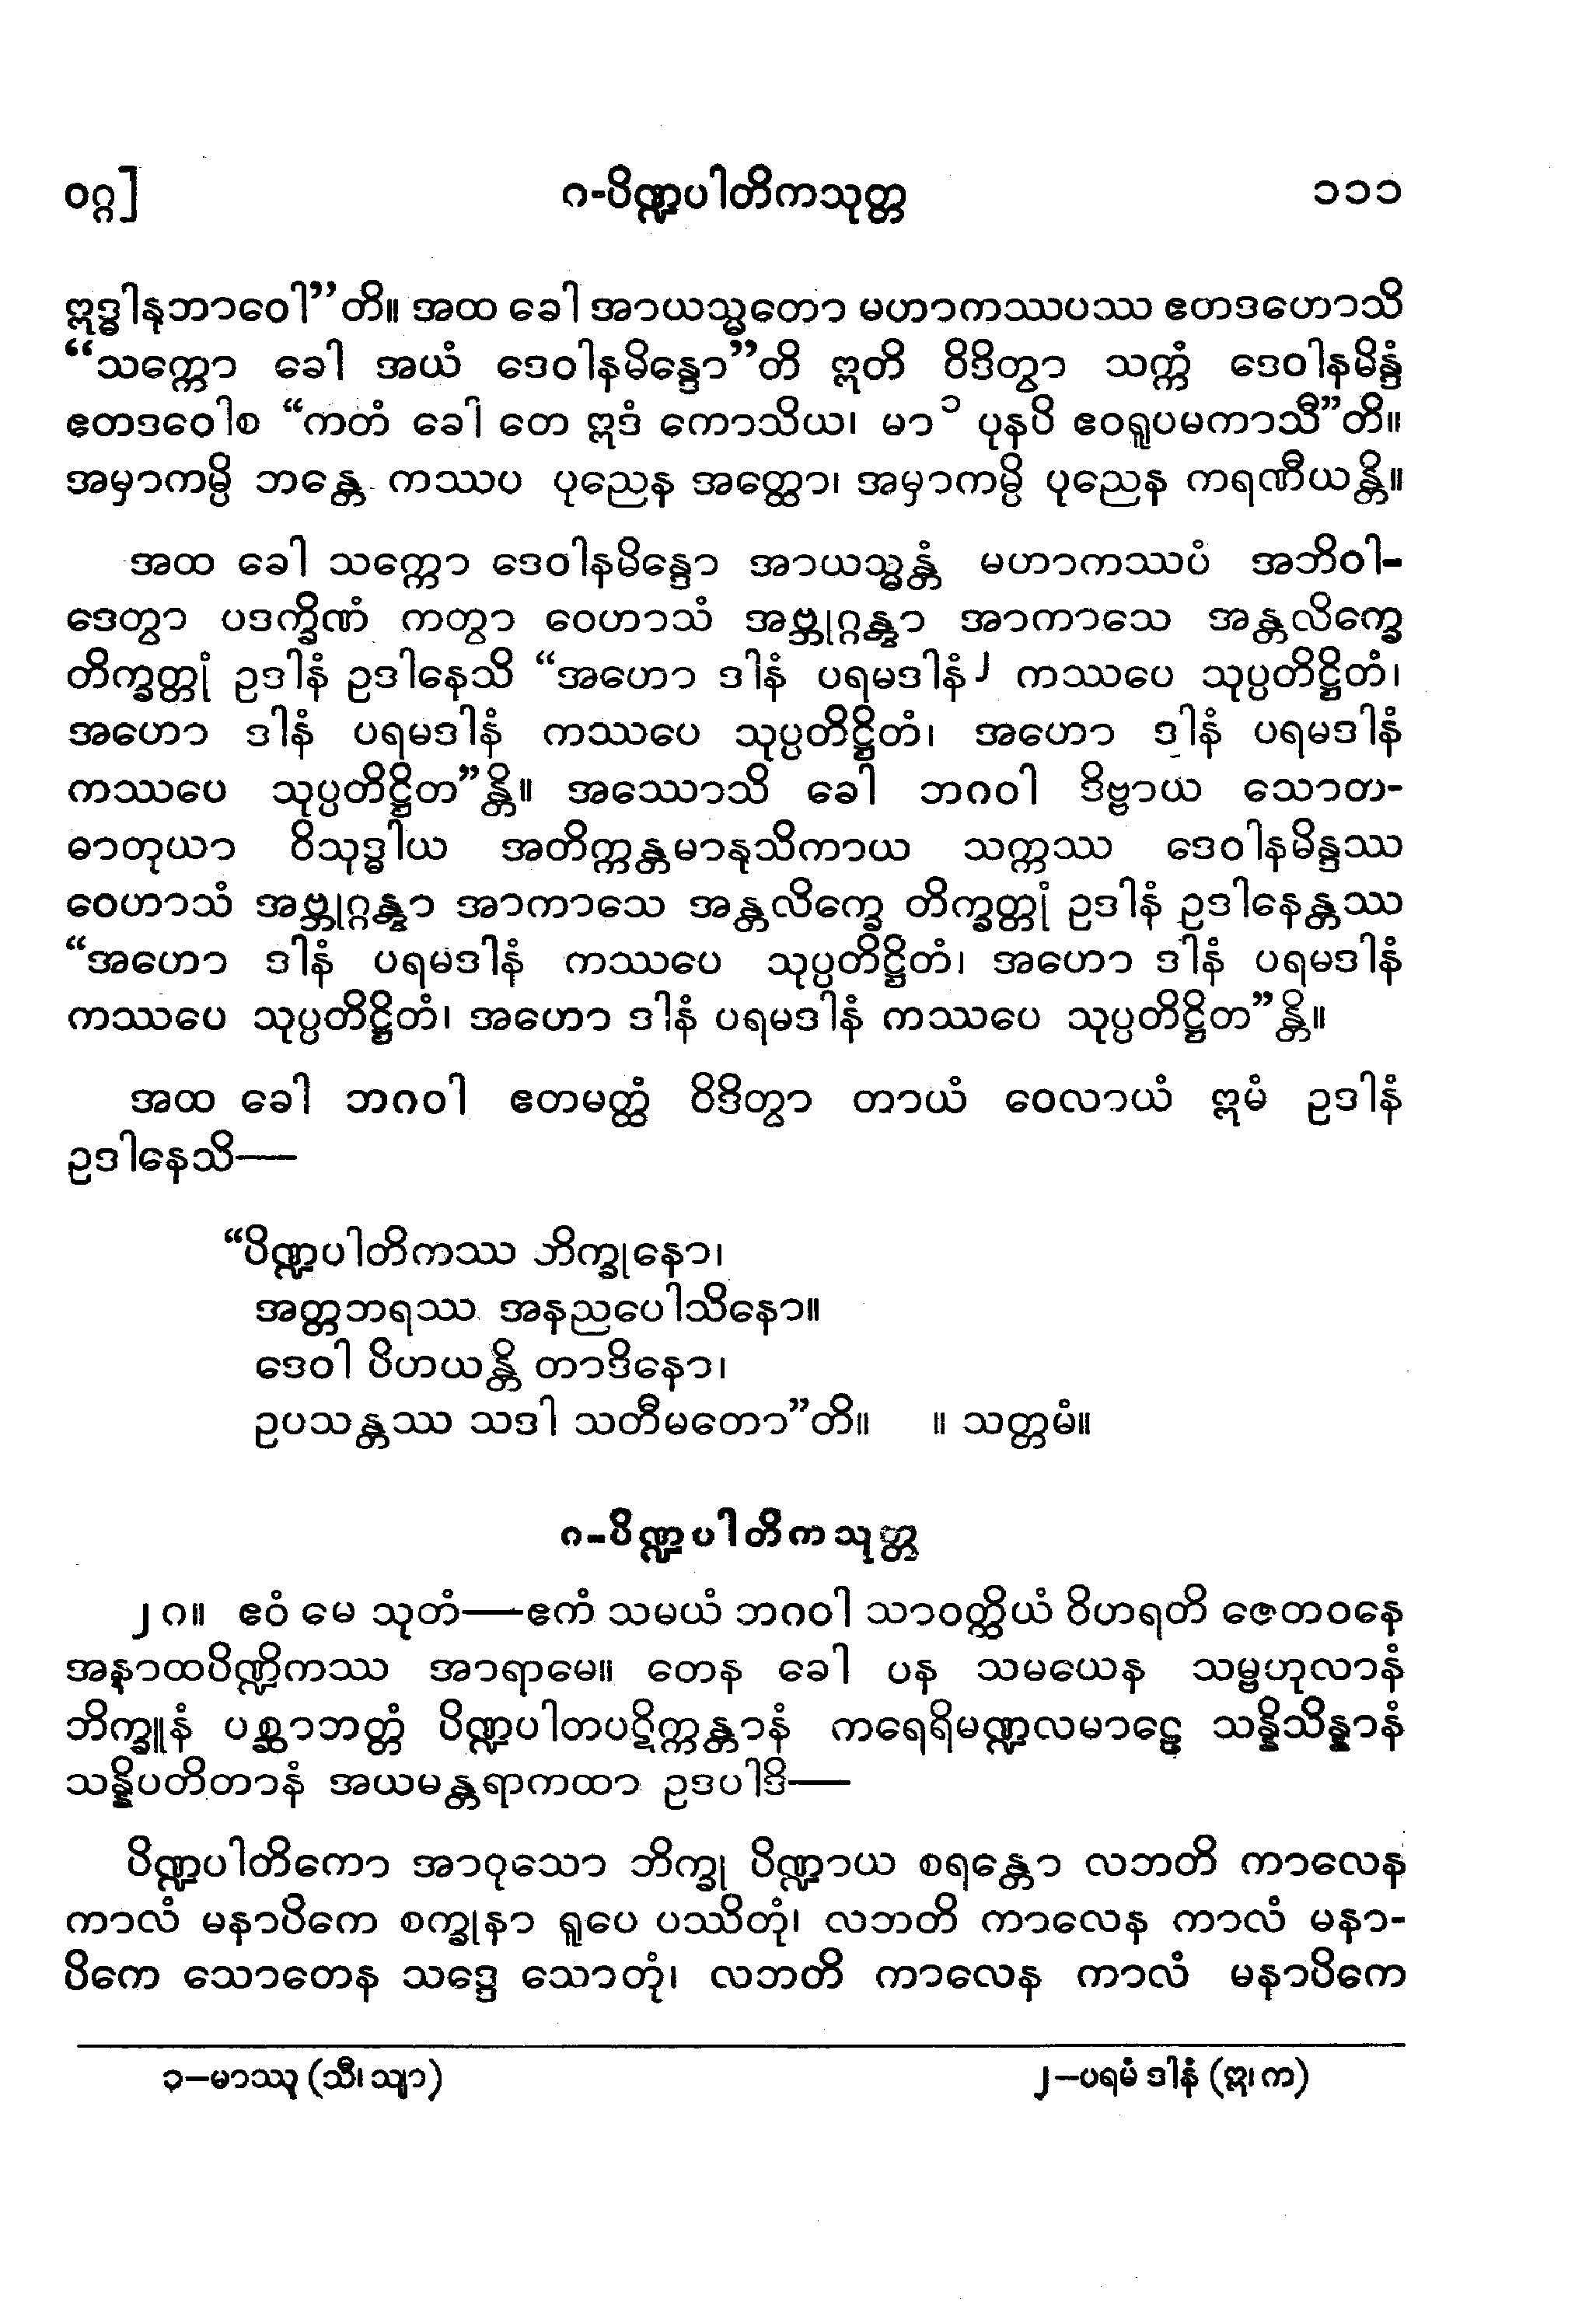 ဝဂ္ဂ] ဂ-ပိဏ္ဍပါတိကသုတ္တ ၁၁၁
ဣဒ္ဓါနုဘာဝေါ”တိ။ အထ ခေါ အာယသ္မတော မဟာကဿပဿ ဧတဒဟောသိ
“သက္ကော ခေါ အယံ ဒေဝါနမိန္ဒော”တိ ဣတိ ဝိဒိတွာ သက္ကံ ဒေဝါနမိန္ဒံ
ဧတဒဝေါစ “ကတံ ခေါ တေ ဣဒံ ကောသိယ၊ မာ ၁ ပုနပိ ဧဝရူပမကာသီ”တိ။
အမှာကမ္ပိ ဘန္တေ ကဿပ ပုညေန အတ္ထော၊ အမှာကမ္ပိ ပုညေန ကရဏီယန္တိ။
အထ ခေါ သက္ကော ဒေဝါနမိန္ဒော အာယသ္မန္တံ မဟာကဿပံ အဘိဝါ-
ဒေတွာ ပဒက္ခိဏံ ကတွာ ဝေဟာသံ အဗ္ဘုဂ္ဂန္တွာ အာကာသေ အန္တလိက္ခေ
တိက္ခတ္တုံ ဥဒါနံ ဥဒါနေသိ “အဟော ဒါနံ ပရမဒါနံ ၂ ကဿပေ သုပ္ပတိဋ္ဌိတံ၊
အဟော ဒါနံ ပရမဒါနံ ကဿပေ သုပ္ပတိဋ္ဌိတံ၊ အဟော ဒါနံ ပရမဒါနံ
ကဿပေ သုပ္ပတိဋ္ဌိတ”န္တိ။ အဿောသိ ခေါ ဘဂဝါ ဒိဗ္ဗာယ သောတ-
ဓာတုယာ ဝိသုဒ္ဓါယ အတိက္ကန္တမာနုသိကာယ သက္ကဿ ဒေဝါနမိန္ဒဿ
ဝေဟာသံ အဗ္ဘုဂ္ဂန္တွာ အာကာသေ အန္တလိက္ခေ တိက္ခတ္တုံ ဥဒါနံ ဥဒါနေန္တဿ
“အဟော ဒါနံ ပရမဒါနံ ကဿပေ သုပ္ပတိဋ္ဌိတံ၊ အဟော ဒါနံ ပရမဒါနံ
ကဿပေ သုပ္ပတိဋ္ဌိတံ၊ အဟော ဒါနံ ပရမဒါနံ ကဿပေ သုပ္ပတိဋ္ဌိတ”န္တိ။
အထ ခေါ ဘဂဝါ ဧတမတ္ထံ ဝိဒိတွာ တာယံ ဝေလာယံ ဣမံ ဥဒါနံ
ဥဒါနေသိ—
“ပိဏ္ဍပါတိကဿ ဘိက္ခုနော၊
အတ္တဘရဿ အနညပေါသိနော။
ဒေဝါ ပိဟယန္တိ တာဒိနော၊
ဥပသန္တဿ သဒါ သတီမတော”တိ။ ။ သတ္တမံ။
ဂ-ပိဏ္ဍပါတိကသုတ္တ
၂၈။ ဧဝံ မေ သုတံ—ဧကံ သမယံ ဘဂဝါ သာဝတ္ထိယံ ဝိဟရတိ ဇေတဝနေ
အနာထပိဏ္ဍိကဿ အာရာမေ။ တေန ခေါ ပန သမယေန သမ္ဗဟုလာနံ
ဘိက္ခူနံ ပစ္ဆာဘတ္တံ ပိဏ္ဍပါတပဋိက္ကန္တာနံ ကရေရိမဏ္ဍလမာဠေ သန္နိသိန္နာနံ
သန္နိပတိတာနံ အယမန္တရာကထာ ဥဒပါဒိ—
ပိဏ္ဍပါတိကော အာဝုသော ဘိက္ခု ပိဏ္ဍာယ စရန္တော လဘတိ ကာလေန
ကာလံ မနာပိကေ စက္ခုနာ ရူပေ ပဿိတုံ၊ လဘတိ ကာလေန ကာလံ မနာ-
ပိကေ သောတေန သဒ္ဒေ သောတုံ၊ လဘတိ ကာလေန ကာလံ မနာပိကေ
၁—မာဿု (သီ၊ သျာ) ၂—ပရမံ ဒါနံ (ဣ၊ က)